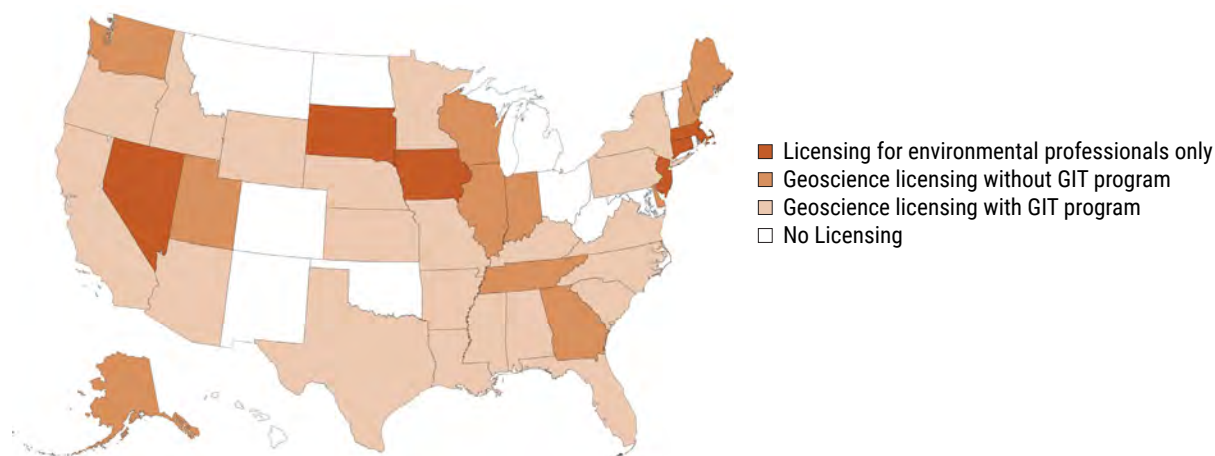 Licensing for environmental professionals only
Geoscience licensing without GIT program
Geoscience licensing with GIT program
No Licensing